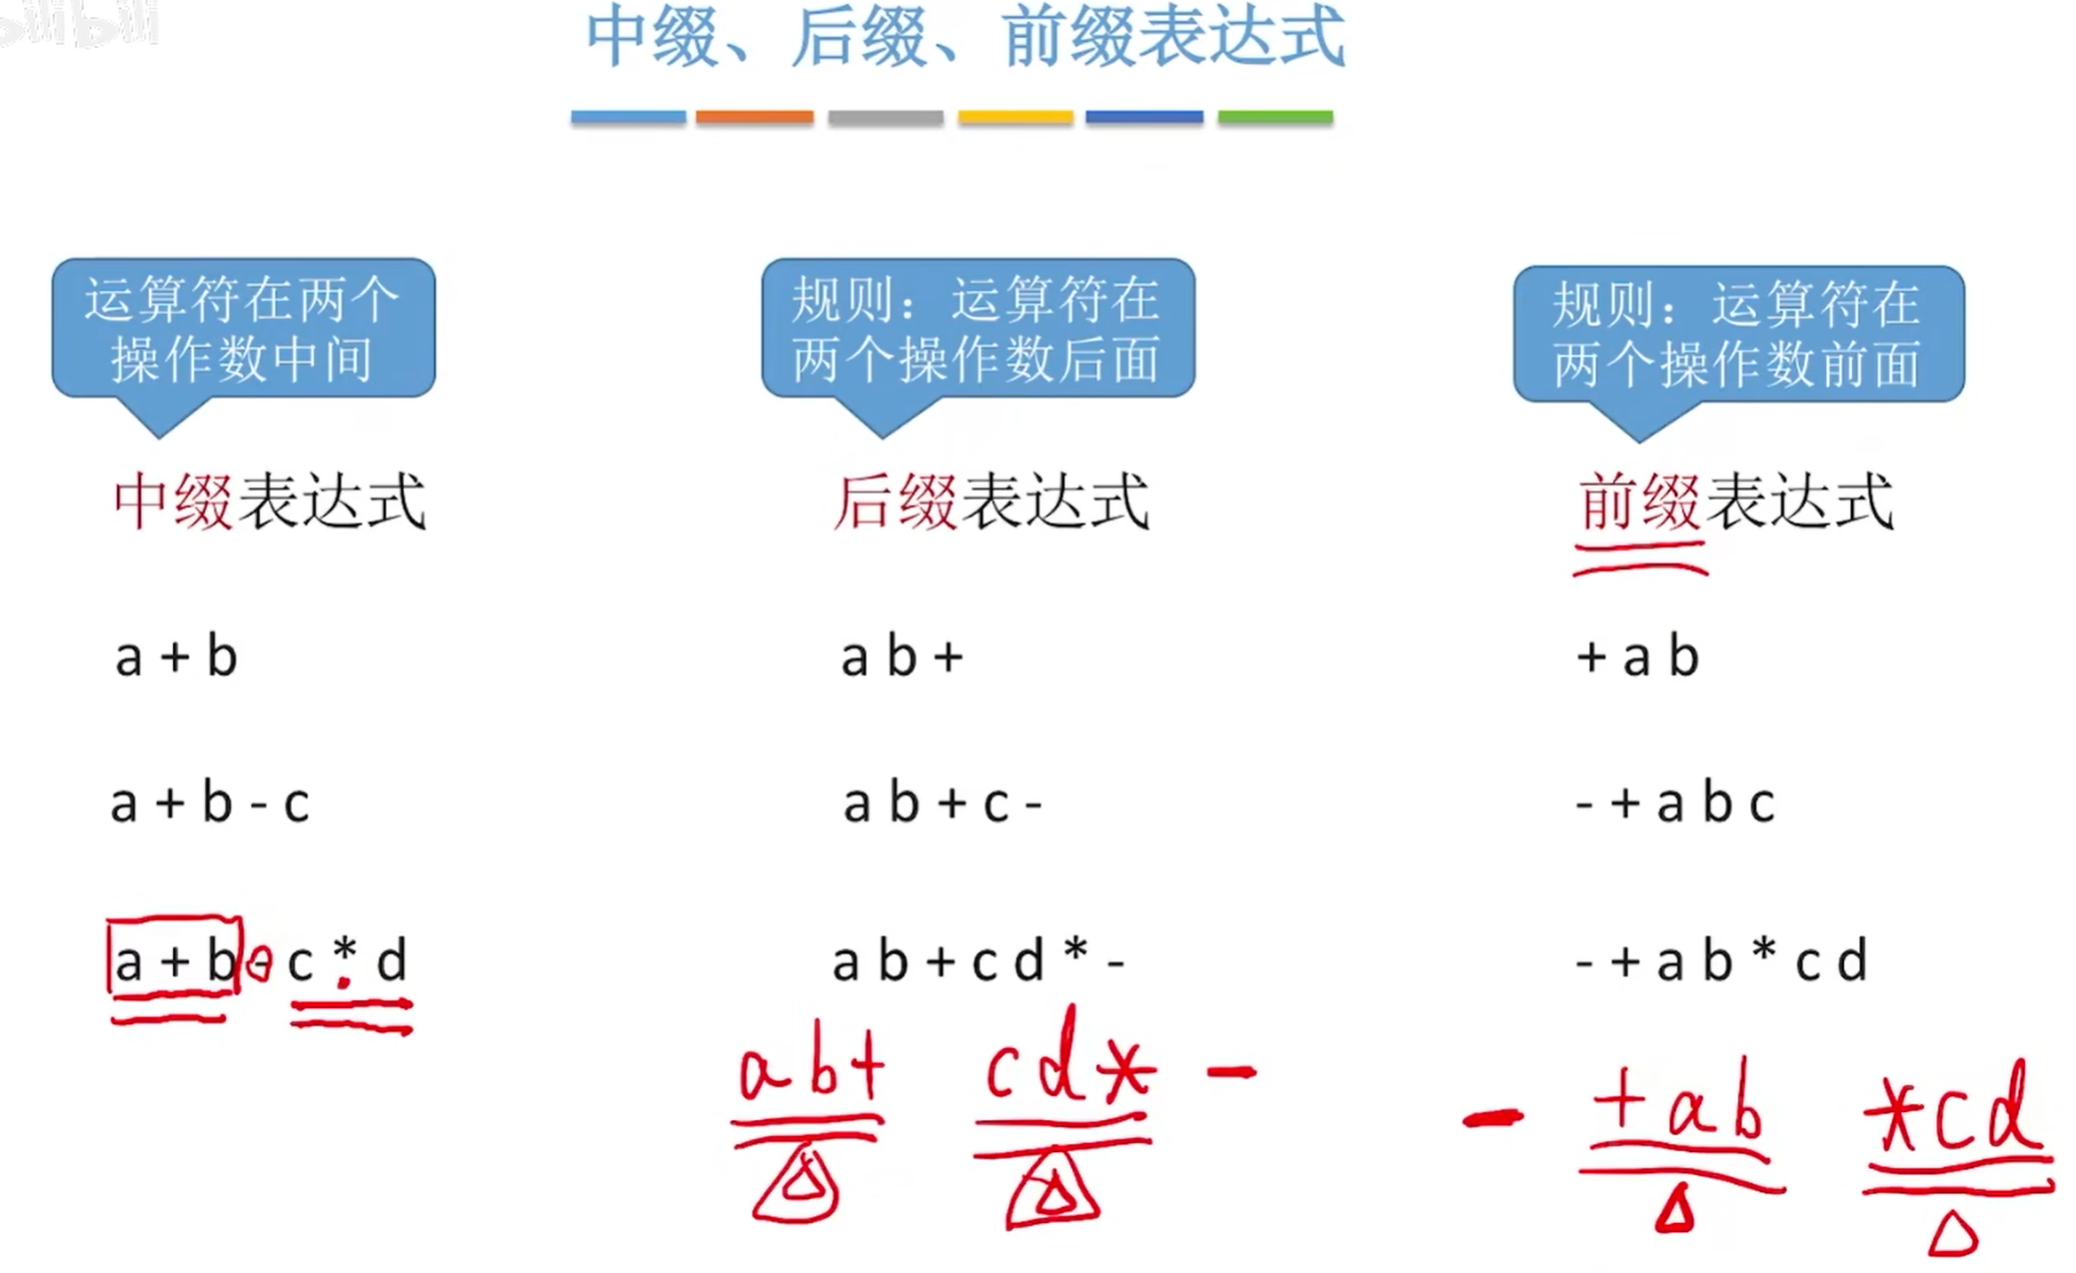 bilibili
中缀、后缀、前缀表达式
运算符在两个
操作数中间
规则：运算符在
两个操作数后面
规则：运算符在
两个操作数前面
中缀表达式
后缀表达式
前缀表达式
a + b
a b +
+ a b
a + b - c
a b + c -
- + a b c
a + b - c * d
a b + c d * -
- + a b * c d
ab+ cd* -
- +ab *cd